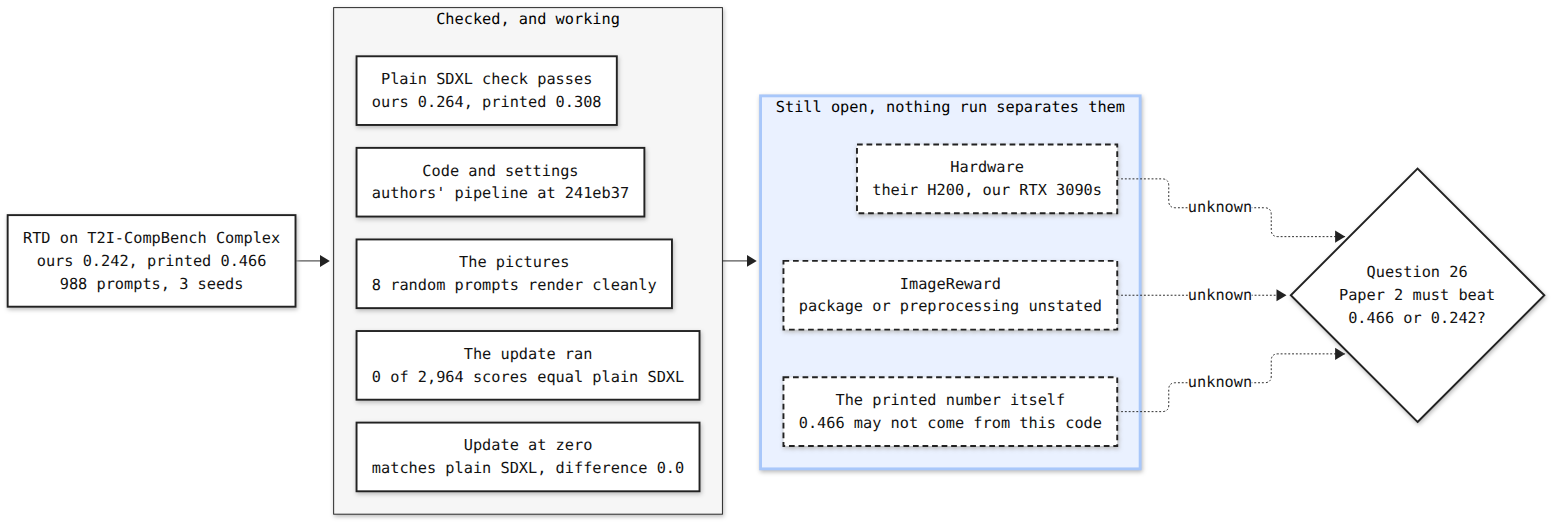 RTD on T2I-CompBench Complex
ours 0.242, printed 0.466
988 prompts, 3 seeds
Checked, and working
Plain SDXL check passes
ours 0.264, printed 0.308
Code and settings
authors' pipeline at 241eb37
The pictures
8 random prompts render cleanly
The update ran
0 of 2,964 scores equal plain SDXL
Update at zero
matches plain SDXL, difference 0.0
Still open, nothing run separates them
Hardware
their H200, our RTX 3090s
ImageReward
package or preprocessing unstated
The printed number itself
0.466 may not come from this code
unknown
unknown
unknown
Question 26
Paper 2 must beat
0.466 or 0.242?